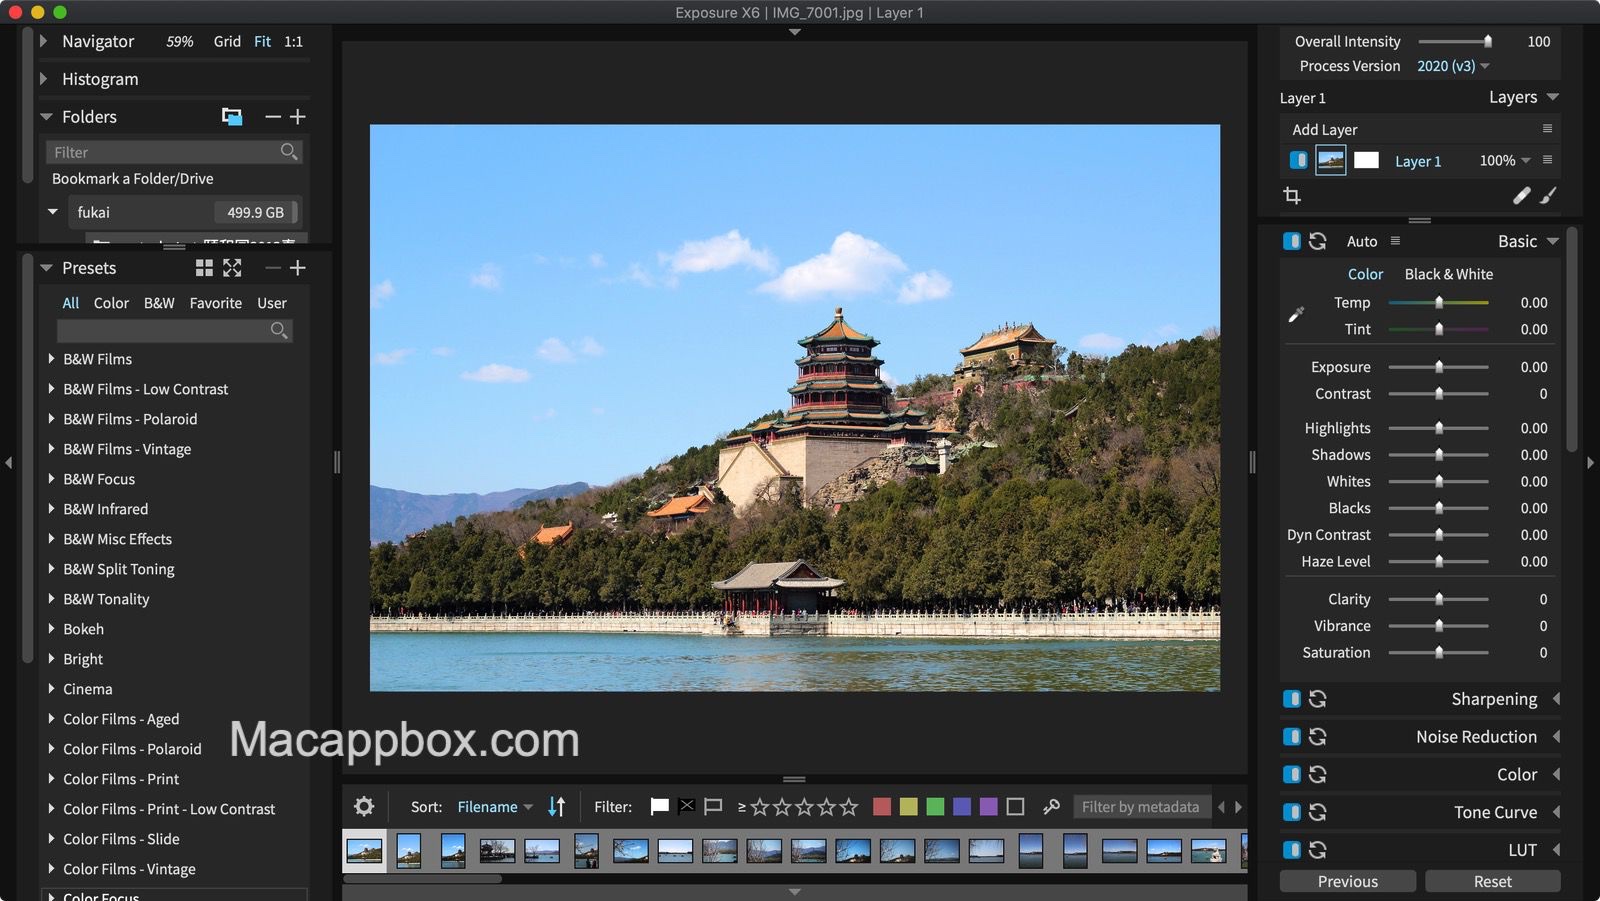 Exposure X6 | IMG_7001.jpg | Layer 1
Navigator 59% Grid Fit 1:1
Histogram
Folders
Filter
Bookmark a Folder/Drive
fukai 499.9 GB
Presets
All Color B&W Favorite User
B&W Films
B&W Films - Low Contrast
B&W Films - Polaroid
B&W Films - Vintage
B&W Focus
B&W Infrared
B&W Misc Effects
B&W Split Toning
B&W Tonality
Bokeh
Bright
Cinema
Color Films - Aged
Color Films - Polaroid
Color Films - Print
Color Films - Print - Low Contrast
Color Films - Slide
Color Films - Vintage
Color Focus
Macappbox.com
Sort: Filename Filter: ≥ Filter by metadata
Overall Intensity 100
Process Version 2020 (v3)
Layer 1 Layers
Add Layer
Layer 1 100%
Auto Basic
Color Black & White
Temp 0.00
Tint 0.00
Exposure 0.00
Contrast 0
Highlights 0.00
Shadows 0.00
Whites 0.00
Blacks 0.00
Dyn Contrast 0.00
Haze Level 0.00
Clarity 0
Vibrance 0
Saturation 0
Sharpening
Noise Reduction
Color
Tone Curve
LUT
Previous Reset